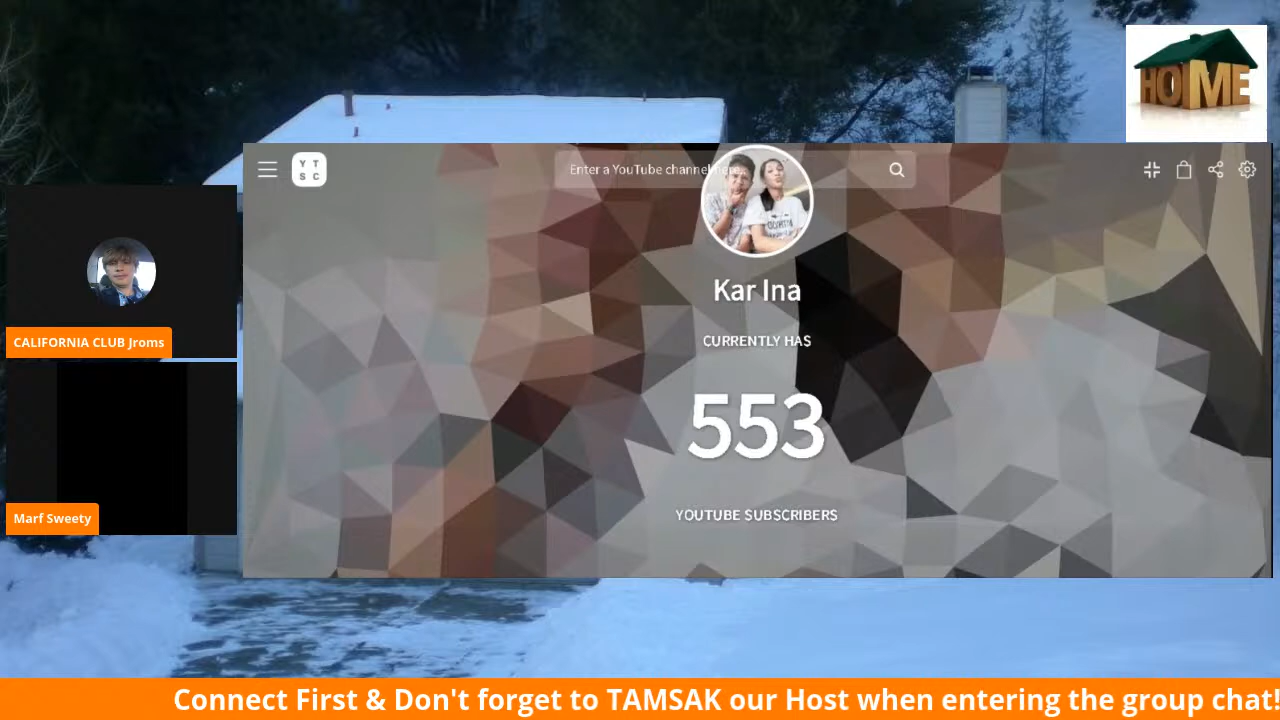 HOME
Y T
S C
Enter a YouTube channel here...
Kar Ina
CURRENTLY HAS
553
YOUTUBE SUBSCRIBERS
CALIFORNIA CLUB Jroms
Marf Sweety
Connect First & Don't forget to TAMSAK our Host when entering the group chat!